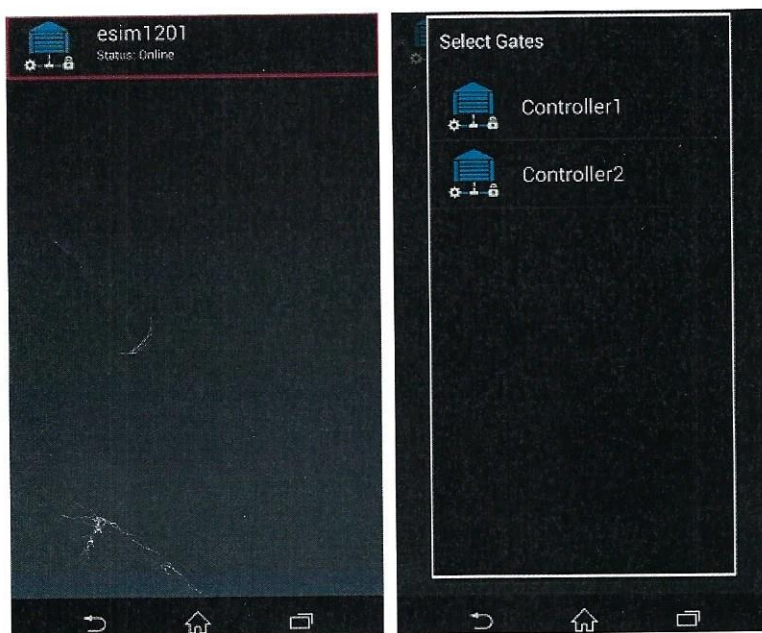 esim1201
Status: Online
Select Gates
Controller1
Controller2